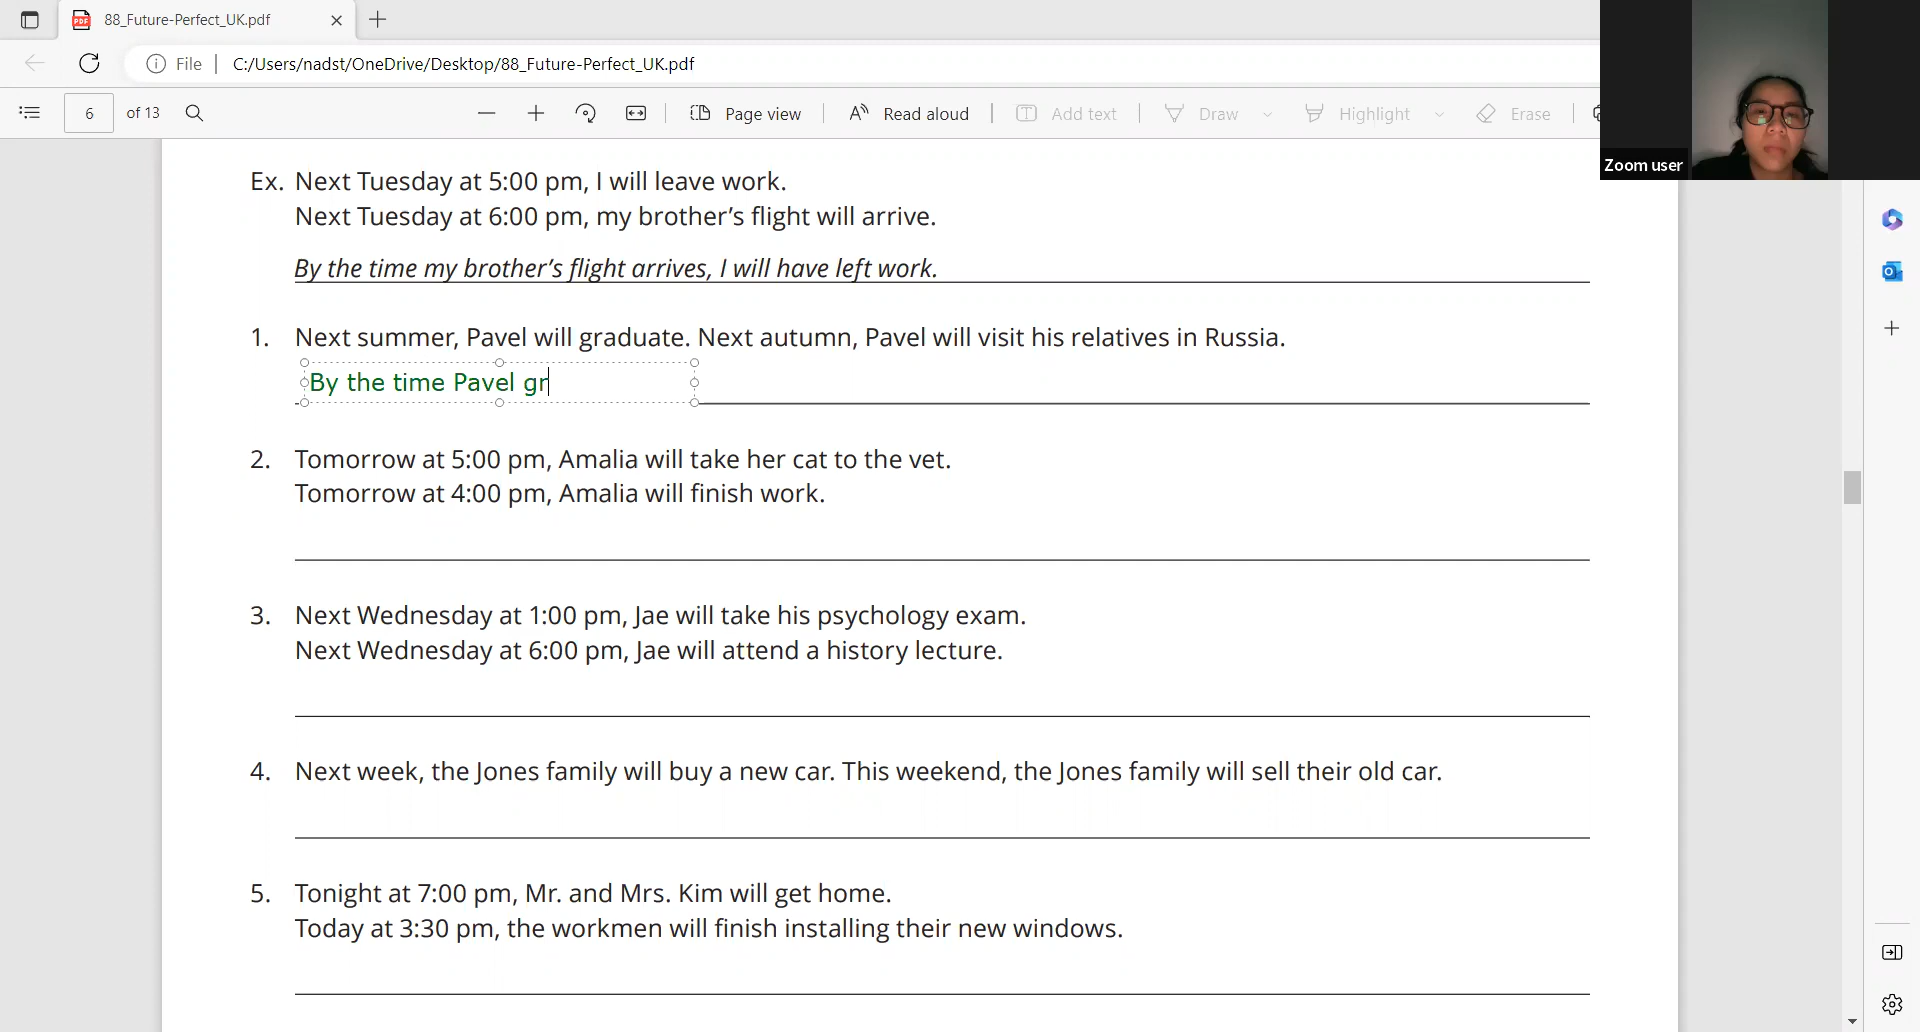 88_Future-Perfect_UK.pdf
File C:/Users/nadst/OneDrive/Desktop/88_Future-Perfect_UK.pdf
6 of 13 Page view Read aloud Add text Draw Highlight Erase
Zoom user
Ex. Next Tuesday at 5:00 pm, I will leave work.
Next Tuesday at 6:00 pm, my brother’s flight will arrive.
By the time my brother’s flight arrives, I will have left work.
1. Next summer, Pavel will graduate. Next autumn, Pavel will visit his relatives in Russia.
By the time Pavel gr
2. Tomorrow at 5:00 pm, Amalia will take her cat to the vet.
Tomorrow at 4:00 pm, Amalia will finish work.
3. Next Wednesday at 1:00 pm, Jae will take his psychology exam.
Next Wednesday at 6:00 pm, Jae will attend a history lecture.
4. Next week, the Jones family will buy a new car. This weekend, the Jones family will sell their old car.
5. Tonight at 7:00 pm, Mr. and Mrs. Kim will get home.
Today at 3:30 pm, the workmen will finish installing their new windows.